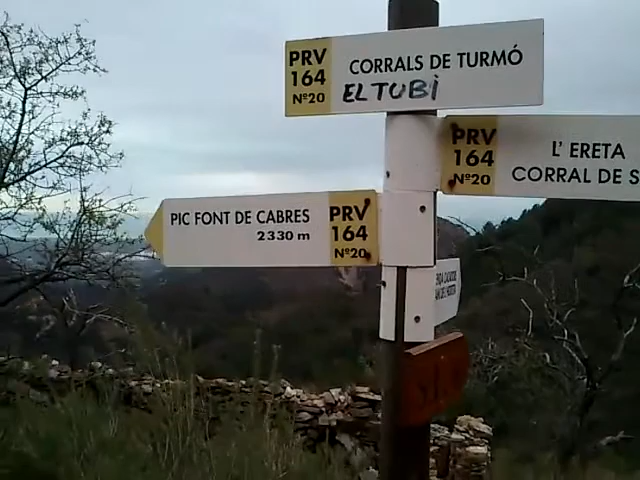 PRV
164
Nº20
CORRALS DE TURMÓ
EL TUBI
PRV
164
Nº20
L' ERETA
CORRAL DE S
PIC FONT DE CABRES
2330 m
PRV
164
Nº20